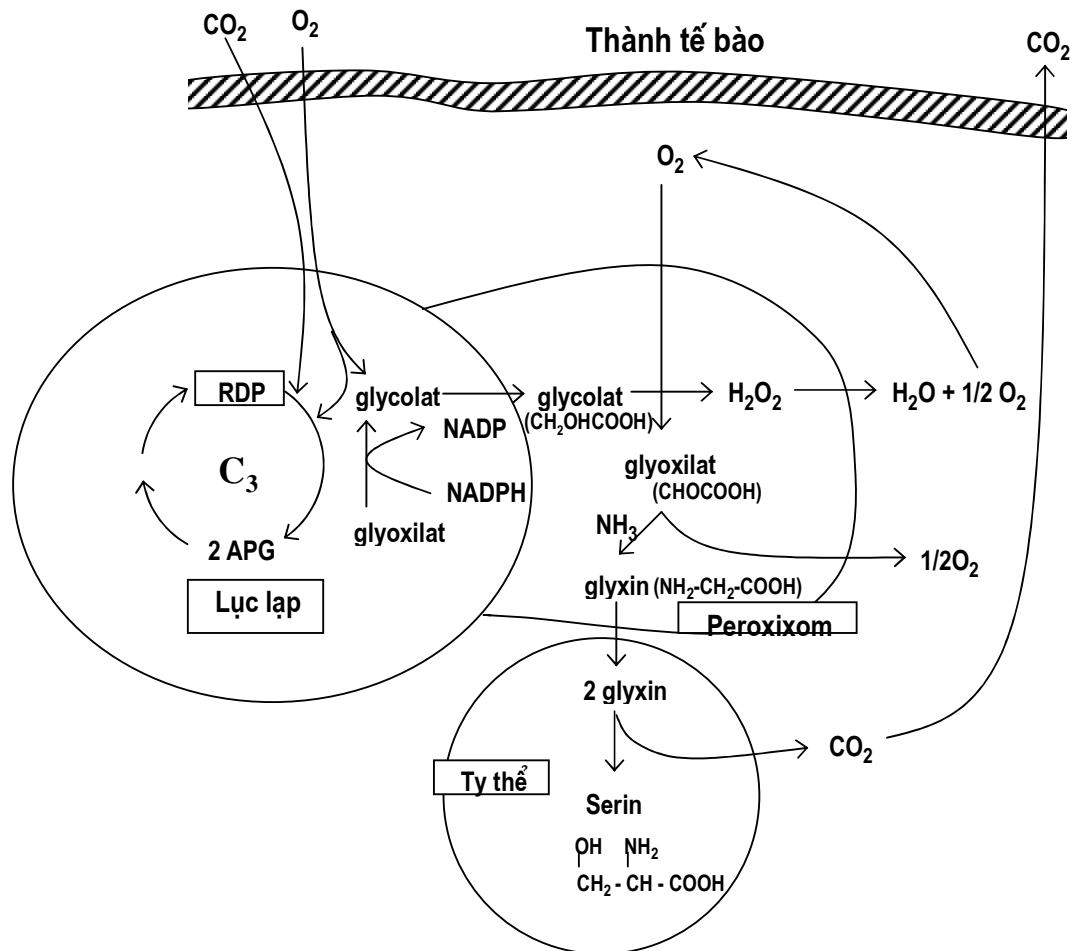 CO2
O2
Thành tế bào
CO2
O2
RDP
glycolat
glycolat
(CH2OHCOOH)
H2O2
H2O + 1/2 O2
NADP
C3
glyoxilat
(CHOCOOH)
NADPH
NH3
glyoxilat
2 APG
1/2O2
glyxin (NH2-CH2-COOH)
Lục lạp
Peroxixom
2 glyxin
CO2
Ty thể
Serin
OH NH2
CH2 - CH - COOH